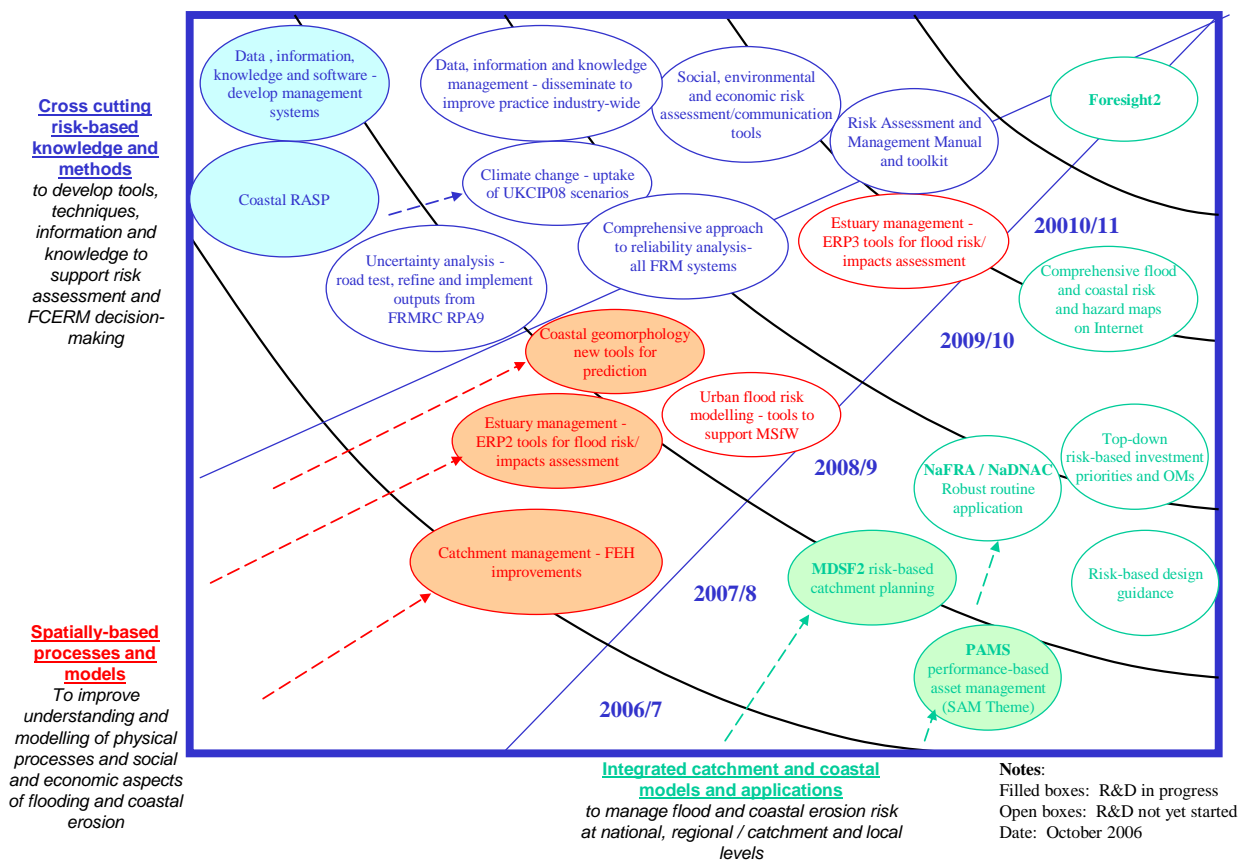 Cross cutting
risk-based
knowledge and
methods
to develop tools,
techniques,
information and
knowledge to
support risk
assessment and
FCERM decision-
making
Spatially-based
processes and
models
To improve
understanding and
modelling of physical
processes and social
and economic aspects
of flooding and coastal
erosion
Data , information,
knowledge and software -
develop management
systems
Data, information and knowledge
management - disseminate to
improve practice industry-wide
Social, environmental
and economic risk
assessment/communication
tools
Risk Assessment and
Management Manual
and toolkit
Foresight2
Coastal RASP
Climate change - uptake
of UKCIP08 scenarios
Comprehensive approach
to reliability analysis-
all FRM systems
Estuary management -
ERP3 tools for flood risk/
impacts assessment
20010/11
Uncertainty analysis -
road test, refine and implement
outputs from
FRMRC RPA9
Comprehensive flood
and coastal risk
and hazard maps
on Internet
Coastal geomorphology
new tools for
prediction
2009/10
Urban flood risk
modelling - tools to
support MSfW
Estuary management -
ERP2 tools for flood risk/
impacts assessment
2008/9
NaFRA / NaDNAC
Robust routine
application
Top-down
risk-based investment
priorities and OMs
Catchment management - FEH
improvements
2007/8
MDSF2 risk-based
catchment planning
Risk-based design
guidance
PAMS
performance-based
asset management
(SAM Theme)
2006/7
Integrated catchment and coastal
models and applications
to manage flood and coastal erosion risk
at national, regional / catchment and local
levels
Notes:
Filled boxes: R&D in progress
Open boxes: R&D not yet started
Date: October 2006